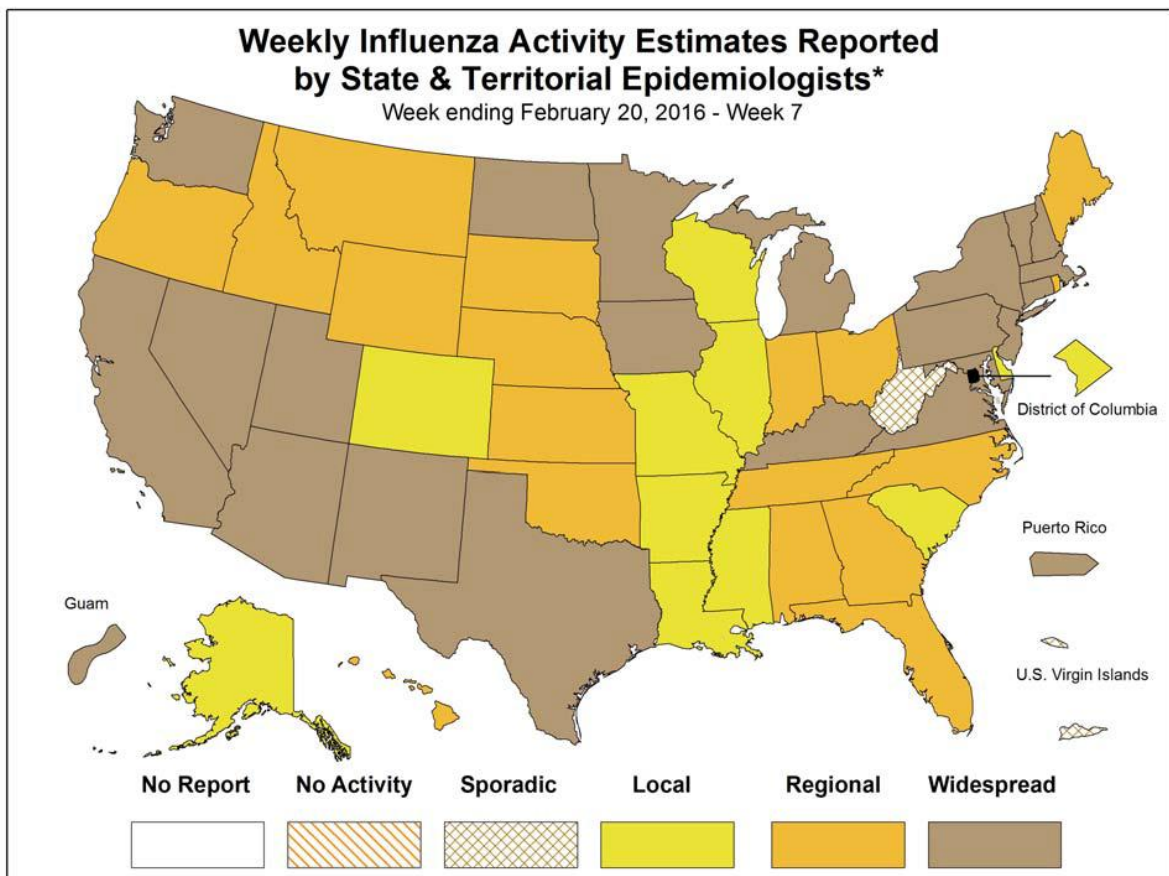 Weekly Influenza Activity Estimates Reported
by State & Territorial Epidemiologists*
Week ending February 20, 2016 - Week 7
District of Columbia
Puerto Rico
Guam
U.S. Virgin Islands
No Report
No Activity
Sporadic
Local
Regional
Widespread